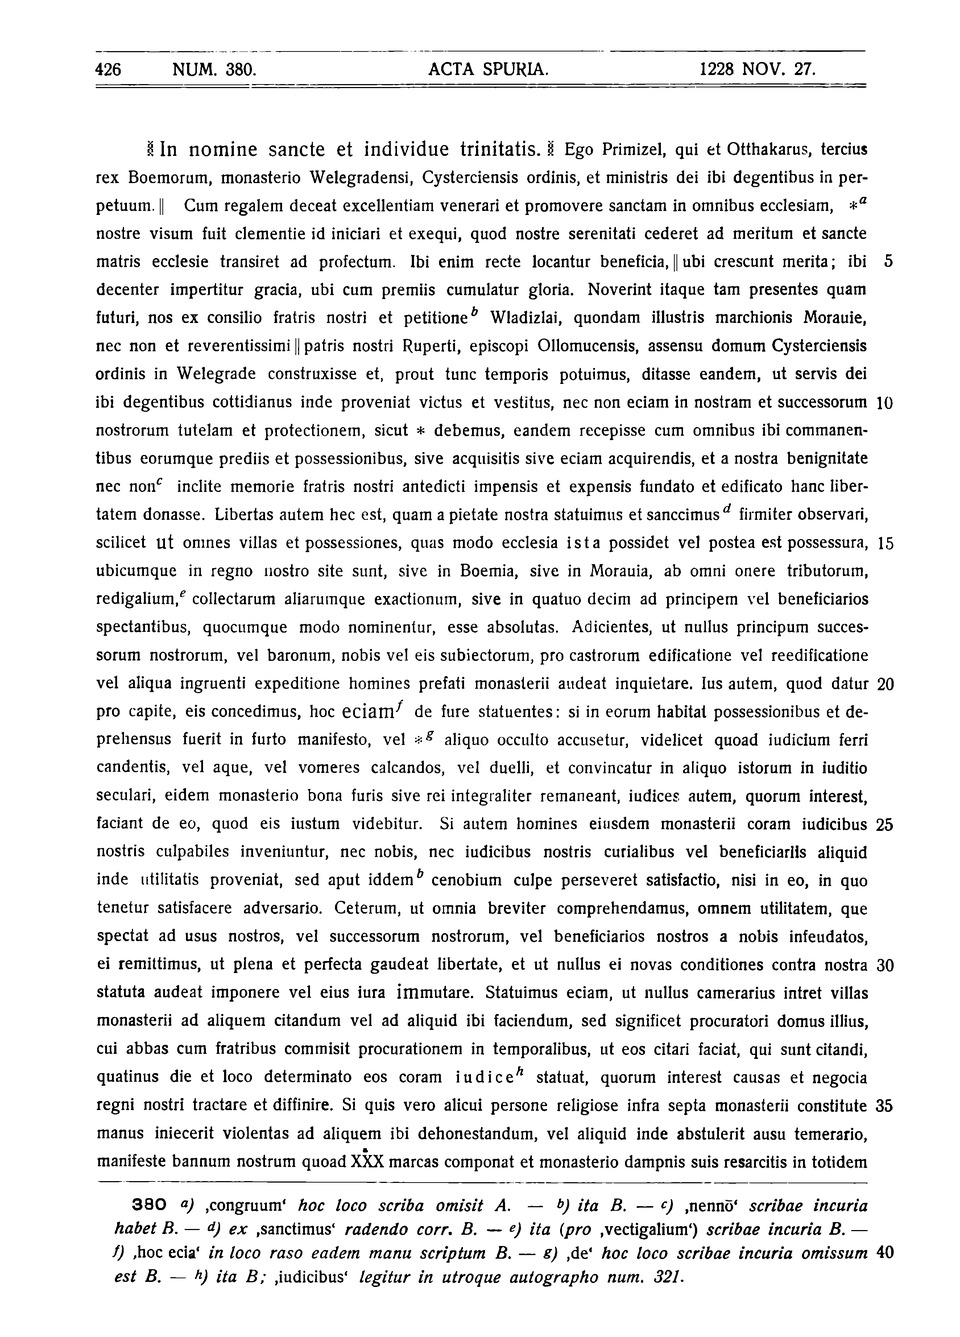 426 NUM. 380. ACTA SPURIA. 1228 NOV. 27.
⁑ In nomine sancte et individue trinitatis. ⁑ Ego Primizel, qui et Otthakarus, tercius
rex Boemorum, monasterio Welegradensi, Cysterciensis ordinis, et ministris dei ibi degentibus in per-
petuum. || Cum regalem deceat excellentiam venerari et promovere sanctam in omnibus ecclesiam, *a
nostre visum fuit clementie id iniciari et exequi, quod nostre serenitati cederet ad meritum et sancte
matris ecclesie transiret ad profectum. Ibi enim recte locantur beneficia, || ubi crescunt merita; ibi 5
decenter impertitur gracia, ubi cum premiis cumulatur gloria. Noverint itaque tam presentes quam
futuri, nos ex consilio fratris nostri et petitione b Wladizlai, quondam illustris marchionis Morauie,
nec non et reverentissimi || patris nostri Ruperti, episcopi Ollomucensis, assensu domum Cysterciensis
ordinis in Welegrade construxisse et, prout tunc temporis potuimus, ditasse eandem, ut servis dei
ibi degentibus cottidianus inde proveniat victus et vestitus, nec non eciam in nostram et successorum 10
nostrorum tutelam et protectionem, sicut * debemus, eandem recepisse cum omnibus ibi commanen-
tibus eorumque prediis et possessionibus, sive acquisitis sive eciam acquirendis, et a nostra benignitate
nec non c inclite memorie fratris nostri antedicti impensis et expensis fundato et edificato hanc liber-
tatem donasse. Libertas autem hec est, quam a pietate nostra statuimus et sanccimus d firmiter observari,
scilicet ut omnes villas et possessiones, quas modo ecclesia ista possidet vel postea est possessura, 15
ubicumque in regno nostro site sunt, sive in Boemia, sive in Morauia, ab omni onere tributorum,
redigalium, e collectarum aliarumque exactionum, sive in quatuo decim ad principem vel beneficiarios
spectantibus, quocumque modo nominentur, esse absolutas. Adicientes, ut nullus principum succes-
sorum nostrorum, vel baronum, nobis vel eis subiectorum, pro castrorum edificatione vel reedificatione
vel aliqua ingruenti expeditione homines prefati monasterii audeat inquietare. Ius autem, quod datur 20
pro capite, eis concedimus, hoc eciam f de fure statuentes: si in eorum habitat possessionibus et de-
prehensus fuerit in furto manifesto, vel *g aliquo occulto accusetur, videlicet quoad iudicium ferri
candentis, vel aque, vel vomeres calcandos, vel duelli, et convincatur in aliquo istorum in iuditio
seculari, eidem monasterio bona furis sive rei integraliter remaneant, iudices autem, quorum interest,
faciant de eo, quod eis iustum videbitur. Si autem homines eiusdem monasterii coram iudicibus 25
nostris culpabiles inveniuntur, nec nobis, nec iudicibus nostris curialibus vel beneficiariis aliquid
inde utilitatis proveniat, sed aput iddem b cenobium culpe perseveret satisfactio, nisi in eo, in quo
tenetur satisfacere adversario. Ceterum, ut omnia breviter comprehendamus, omnem utilitatem, que
spectat ad usus nostros, vel successorum nostrorum, vel beneficiarios nostros a nobis infeudatos,
ei remittimus, ut plena et perfecta gaudeat libertate, et ut nullus ei novas conditiones contra nostra 30
statuta audeat imponere vel eius iura immutare. Statuimus eciam, ut nullus camerarius intret villas
monasterii ad aliquem citandum vel ad aliquid ibi faciendum, sed significet procuratori domus illius,
cui abbas cum fratribus commisit procurationem in temporalibus, ut eos citari faciat, qui sunt citandi,
quatinus die et loco determinato eos coram iudice h statuat, quorum interest causas et negocia
regni nostri tractare et diffinire. Si quis vero alicui persone religiose infra septa monasterii constitute 35
manus iniecerit violentas ad aliquem ibi dehonestandum, vel aliquid inde abstulerit ausu temerario,
manifeste bannum nostrum quoad XXX marcas componat et monasterio dampnis suis resarcitis in totidem
380 a) ‚congruum‘ hoc loco scriba omisit A. — b) ita B. — c) ‚nennō‘ scribae incuria
habet B. — d) ex ‚sanctimus‘ radendo corr. B. — e) ita (pro ‚vectigalium‘) scribae incuria B. —
f) ‚hoc ecia‘ in loco raso eadem manu scriptum B. — g) ‚de‘ hoc loco scribae incuria omissum 40
est B. — h) ita B; ‚iudicibus‘ legitur in utroque autographo num. 321.